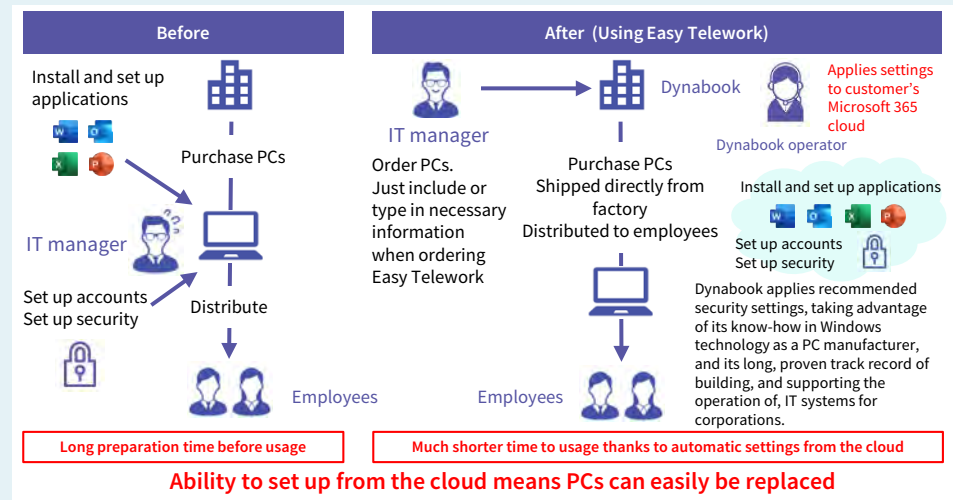 Before
Install and set up
applications
Purchase PCs
IT manager
Set up accounts
Set up security
Distribute
Employees
Long preparation time before usage
After (Using Easy Telework)
IT manager
Dynabook
Applies settings
to customer's
Microsoft 365
cloud
Dynabook operator
Order PCs.
Just include or
type in necessary
information
when ordering
Easy Telework
Purchase PCs
Shipped directly from
factory
Distributed to employees
Install and set up applications
Set up accounts
Set up security
Dynabook applies recommended
security settings, taking advantage
of its know-how in Windows
technology as a PC manufacturer,
and its long, proven track record of
building, and supporting the
operation of, IT systems for
corporations.
Employees
Much shorter time to usage thanks to automatic settings from the cloud
Ability to set up from the cloud means PCs can easily be replaced